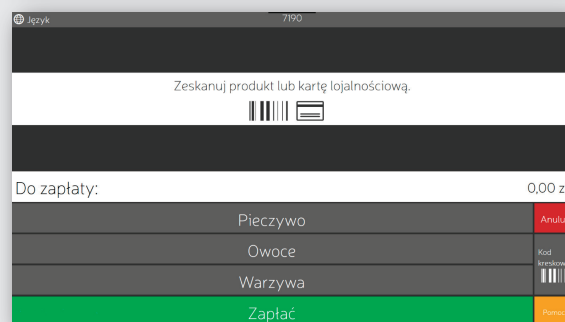 Język
7190
Zeskanuj produkt lub kartę lojalnościową.
Do zapłaty:
0,00 z
Pieczywo
Anulu
Owoce
Kod
kreskow
Warzywa
Zapłać
Pomoc